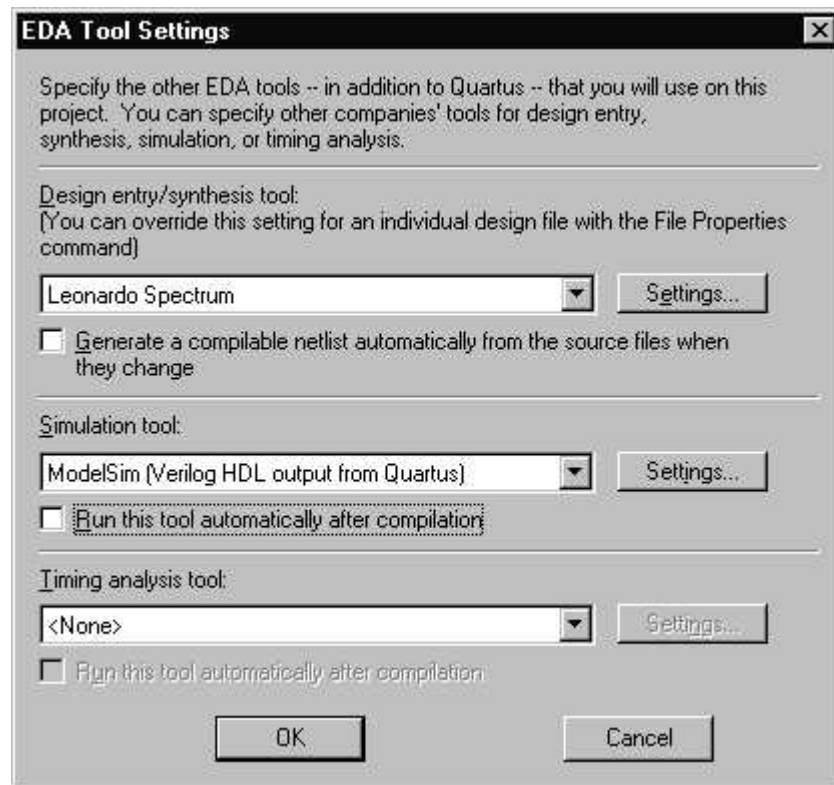 EDA Tool Settings
Specify the other EDA tools -- in addition to Quartus -- that you will use on this
project.  You can specify other companies' tools for design entry,
synthesis, simulation, or timing analysis.
Design entry/synthesis tool:
(You can override this setting for an individual design file with the File Properties
command)
Leonardo Spectrum
Settings...
Generate a compilable netlist automatically from the source files when
they change
Simulation tool:
ModelSim (Verilog HDL output from Quartus)
Settings...
Run this tool automatically after compilation
Timing analysis tool:
<None>
Settings...
Run this tool automatically after compilation
OK
Cancel